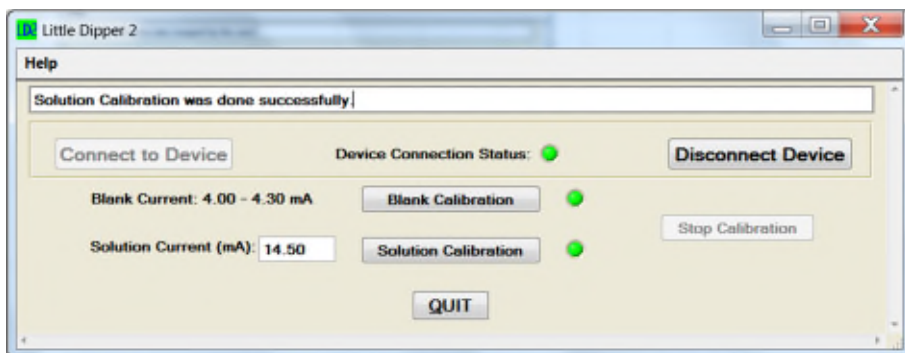 Little Dipper 2
Help
Solution Calibration was done successfully.
Connect to Device Device Connection Status: Disconnect Device
Blank Current: 4.00 - 4.30 mA Blank Calibration
Stop Calibration
Solution Current (mA): 14.50 Solution Calibration
QUIT